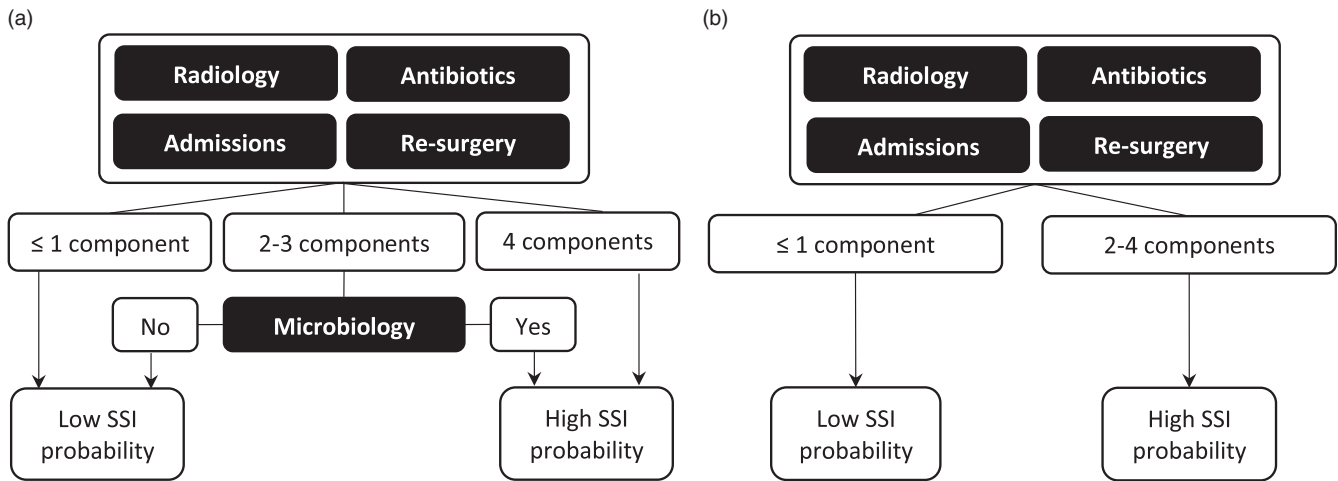 (a)
Radiology
Antibiotics
Admissions
Re-surgery
≤ 1 component
2-3 components
4 components
No
Microbiology
Yes
Low SSI
probability
High SSI
probability
(b)
Radiology
Antibiotics
Admissions
Re-surgery
≤ 1 component
2-4 components
Low SSI
probability
High SSI
probability